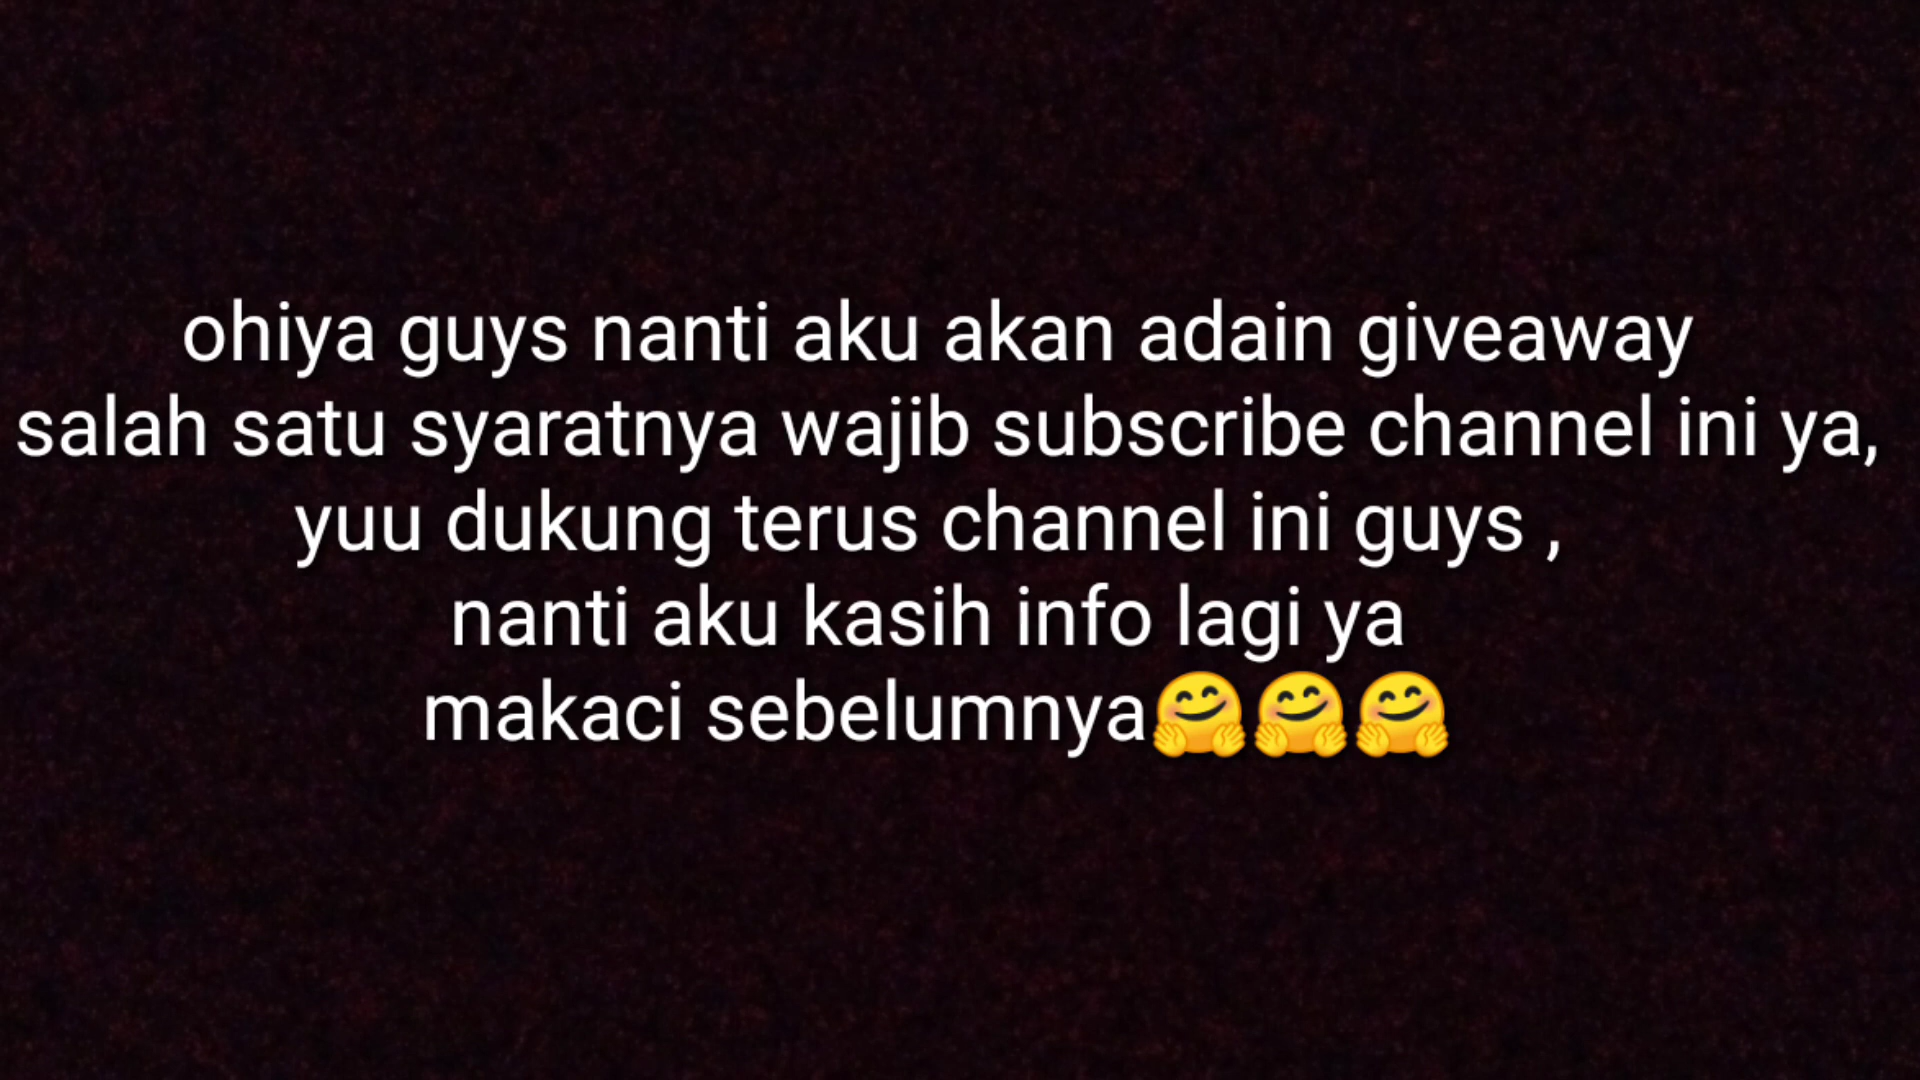 ohiya guys nanti aku akan adain giveaway
salah satu syaratnya wajib subscribe channel ini ya,
yuu dukung terus channel ini guys ,
nanti aku kasih info lagi ya
makaci sebelumnya🤗🤗🤗